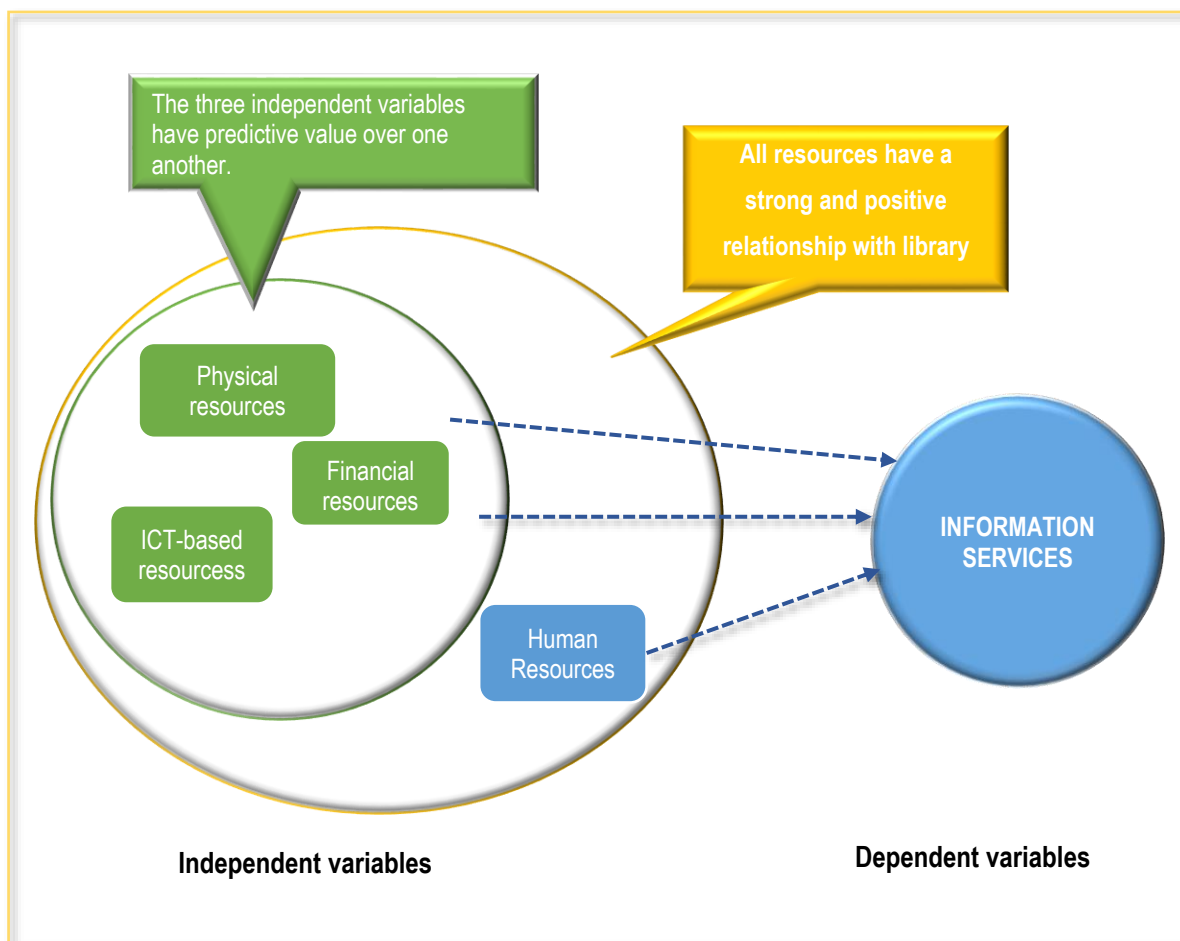 The three independent variables
have predictive value over one
another.
All resources have a
strong and positive
relationship with library
Physical
resources
Financial
resources
ICT-based
resourcess
Human
Resources
INFORMATION
SERVICES
Independent variables
Dependent variables